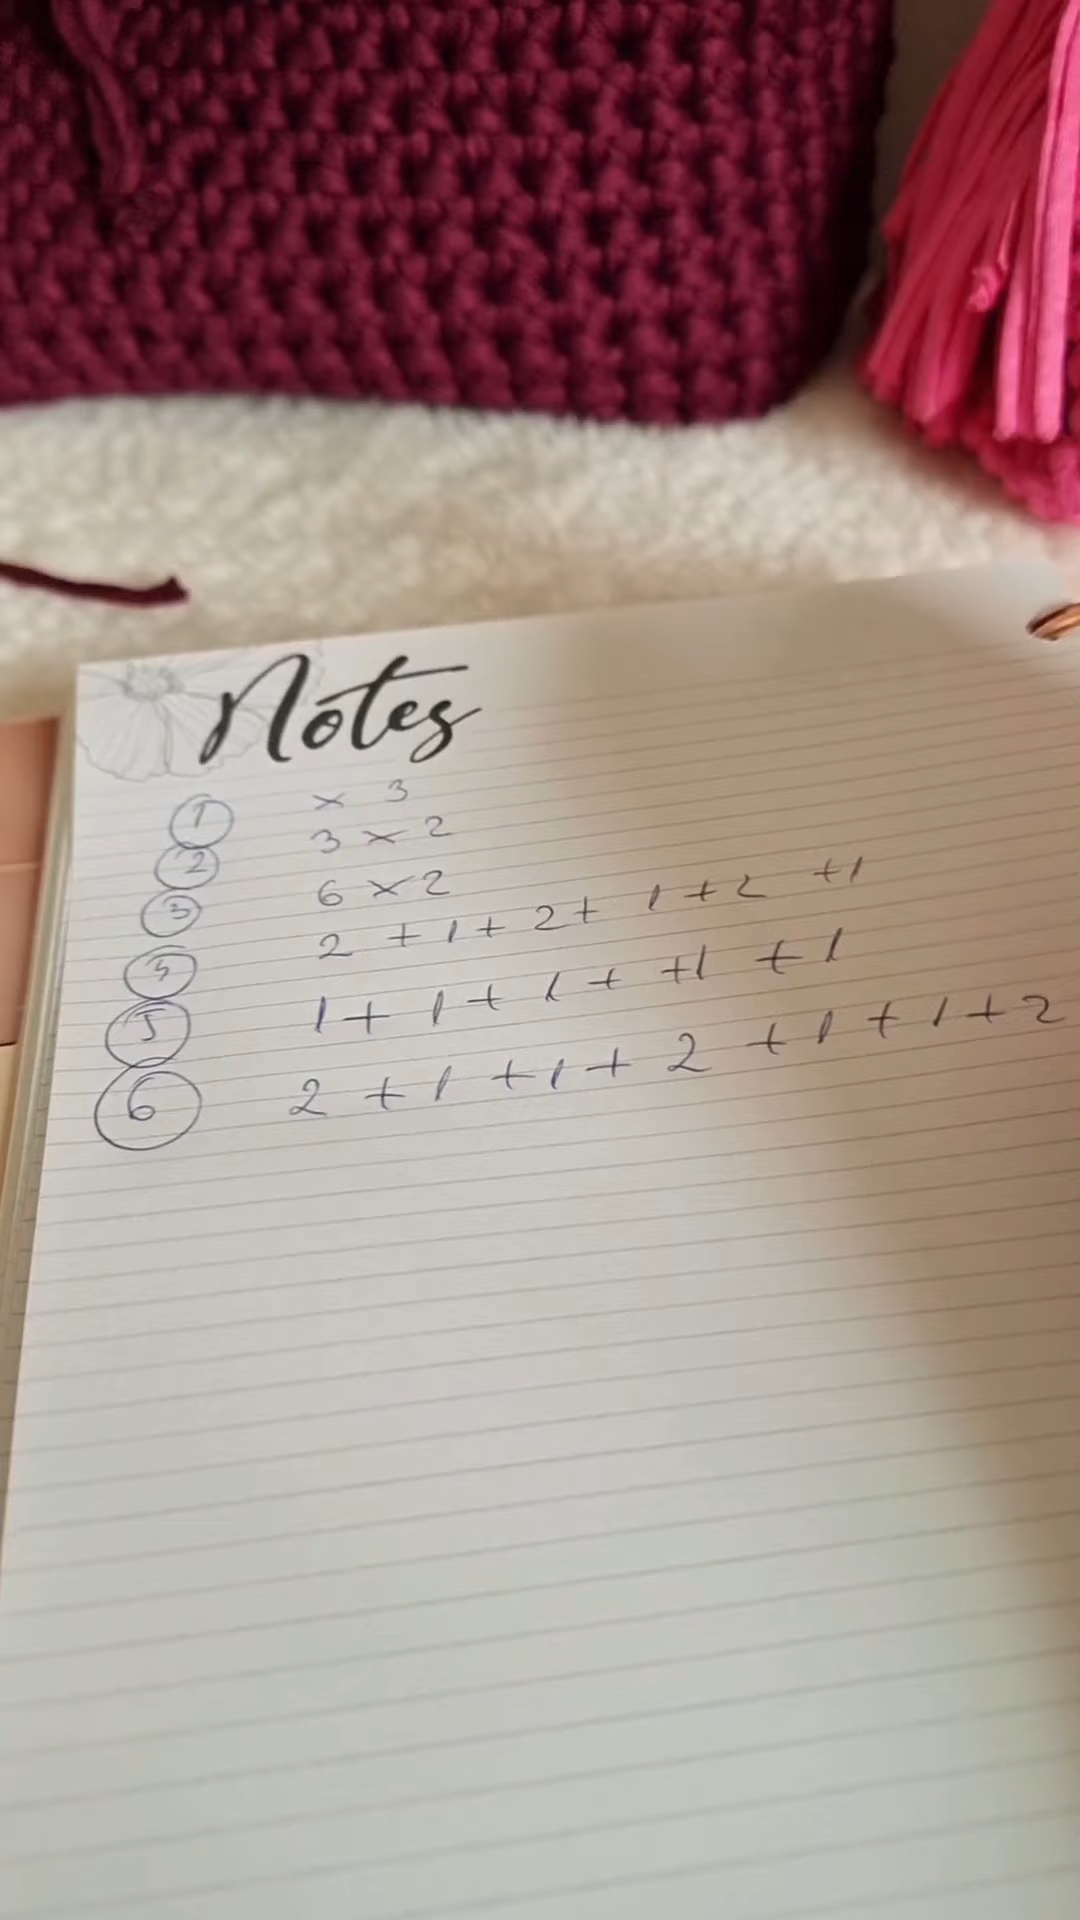 Notes
① × 3
② 3 × 2
③ 6 × 2
④ 2 + 1 + 2 + 1 + 2 + 1
⑤ 1 + 1 + 1 + +1 + 1
⑥ 2 + 1 + 1 + 2 + 1 + 1 + 2